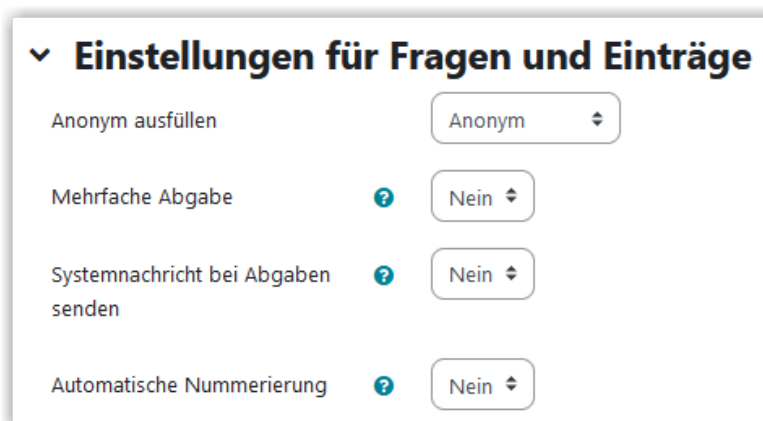 Einstellungen für Fragen und Einträge
Anonym ausfüllen Anonym
Mehrfache Abgabe ? Nein
Systemnachricht bei Abgaben ? Nein
senden
Automatische Nummerierung ? Nein